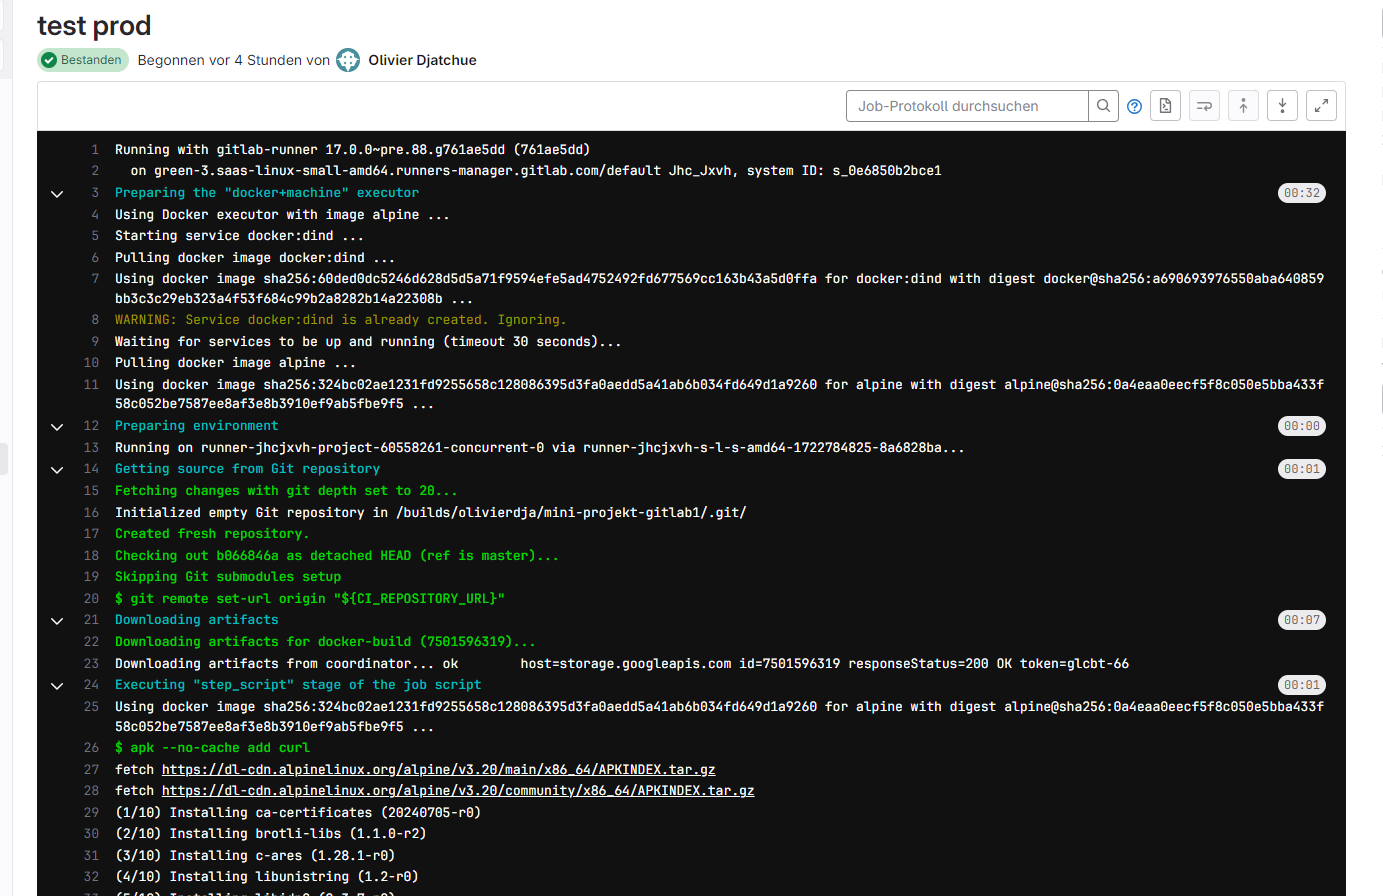 test prod
Bestanden Begonnen vor 4 Stunden von Olivier Djatchue
Job-Protokoll durchsuchen
1 Running with gitlab-runner 17.0.0~pre.88.g761ae5dd (761ae5dd)
2 on green-3.saas-linux-small-amd64.runners-manager.gitlab.com/default Jhc_Jxvh, system ID: s_0e6850b2bce1
3 Preparing the "docker+machine" executor 00:32
4 Using Docker executor with image alpine ...
5 Starting service docker:dind ...
6 Pulling docker image docker:dind ...
7 Using docker image sha256:60ded0dc5246d628d5d5a71f9594efe5ad4752492fd677569cc163b43a5d0ffa for docker:dind with digest docker@sha256:a690693976550aba640859
bb3c3c29eb323a4f53f684c99b2a8282b14a22308b ...
8 WARNING: Service docker:dind is already created. Ignoring.
9 Waiting for services to be up and running (timeout 30 seconds)...
10 Pulling docker image alpine ...
11 Using docker image sha256:324bc02ae1231fd9255658c128086395d3fa0aedd5a41ab6b034fd649d1a9260 for alpine with digest alpine@sha256:0a4eaa0eecf5f8c050e5bba433f
58c052be7587ee8af3e8b3910ef9ab5fbe9f5 ...
12 Preparing environment 00:00
13 Running on runner-jhcjxvh-project-60558261-concurrent-0 via runner-jhcjxvh-s-l-s-amd64-1722784825-8a6828ba...
14 Getting source from Git repository 00:01
15 Fetching changes with git depth set to 20...
16 Initialized empty Git repository in /builds/olivierdja/mini-projekt-gitlab1/.git/
17 Created fresh repository.
18 Checking out b066846a as detached HEAD (ref is master)...
19 Skipping Git submodules setup
20 $ git remote set-url origin "${CI_REPOSITORY_URL}"
21 Downloading artifacts 00:07
22 Downloading artifacts for docker-build (7501596319)...
23 Downloading artifacts from coordinator... ok host=storage.googleapis.com id=7501596319 responseStatus=200 OK token=glcbt-66
24 Executing "step_script" stage of the job script 00:01
25 Using docker image sha256:324bc02ae1231fd9255658c128086395d3fa0aedd5a41ab6b034fd649d1a9260 for alpine with digest alpine@sha256:0a4eaa0eecf5f8c050e5bba433f
58c052be7587ee8af3e8b3910ef9ab5fbe9f5 ...
26 $ apk --no-cache add curl
27 fetch https://dl-cdn.alpinelinux.org/alpine/v3.20/main/x86_64/APKINDEX.tar.gz
28 fetch https://dl-cdn.alpinelinux.org/alpine/v3.20/community/x86_64/APKINDEX.tar.gz
29 (1/10) Installing ca-certificates (20240705-r0)
30 (2/10) Installing brotli-libs (1.1.0-r2)
31 (3/10) Installing c-ares (1.28.1-r0)
32 (4/10) Installing libunistring (1.2-r0)